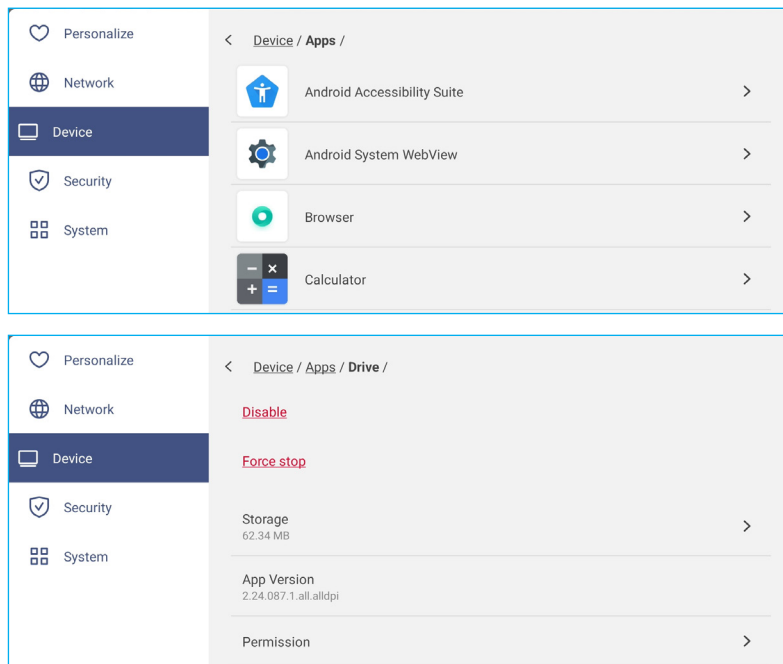 Personalize
Network
Device
Security
System
< Device / Apps /
Android Accessibility Suite >
Android System WebView >
Browser >
Calculator >
Personalize
Network
Device
Security
System
< Device / Apps / Drive /
Disable
Force stop
Storage >
62.34 MB
App Version
2.24.087.1.all.alldpi
Permission >